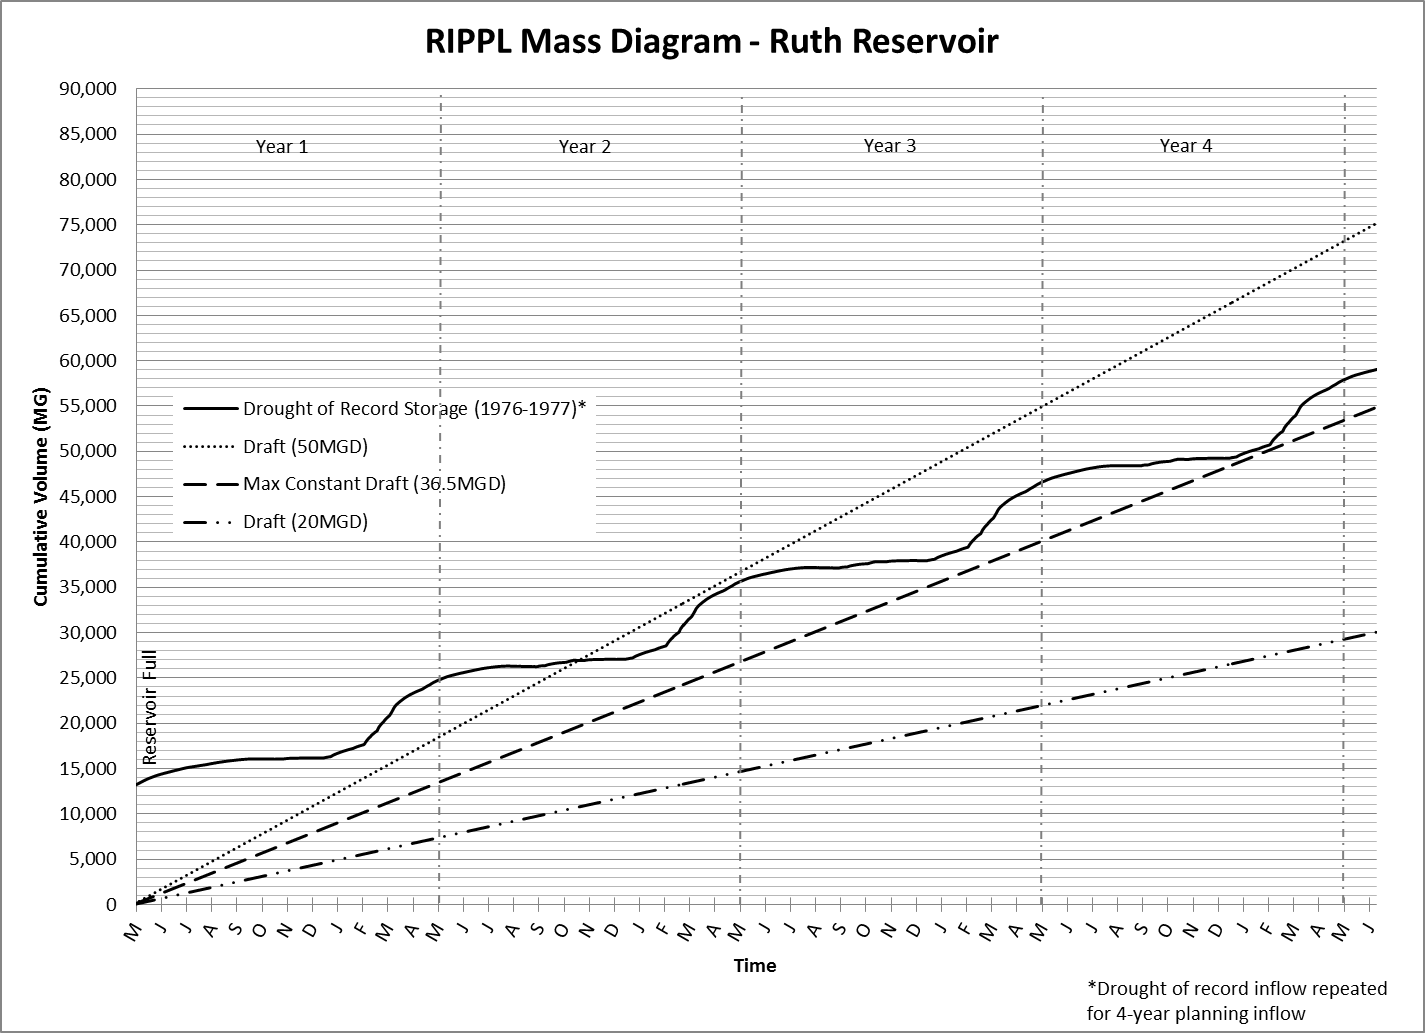 RIPPL Mass Diagram - Ruth Reservoir
90,000
85,000
80,000
75,000
70,000
65,000
60,000
55,000
50,000
45,000
40,000
35,000
30,000
25,000
20,000
15,000
10,000
5,000
0
Cumulative Volume (MG)
Year 1
Year 2
Year 3
Year 4
Drought of Record Storage (1976-1977)*
Draft (50MGD)
Max Constant Draft (36.5MGD)
Draft (20MGD)
Reservoir Full
M J J A S O N D J F M A M J J A S O N D J F M A M J J A S O N D J F M A M J J A S O N D J F M A M J
Time
*Drought of record inflow repeated
for 4-year planning inflow